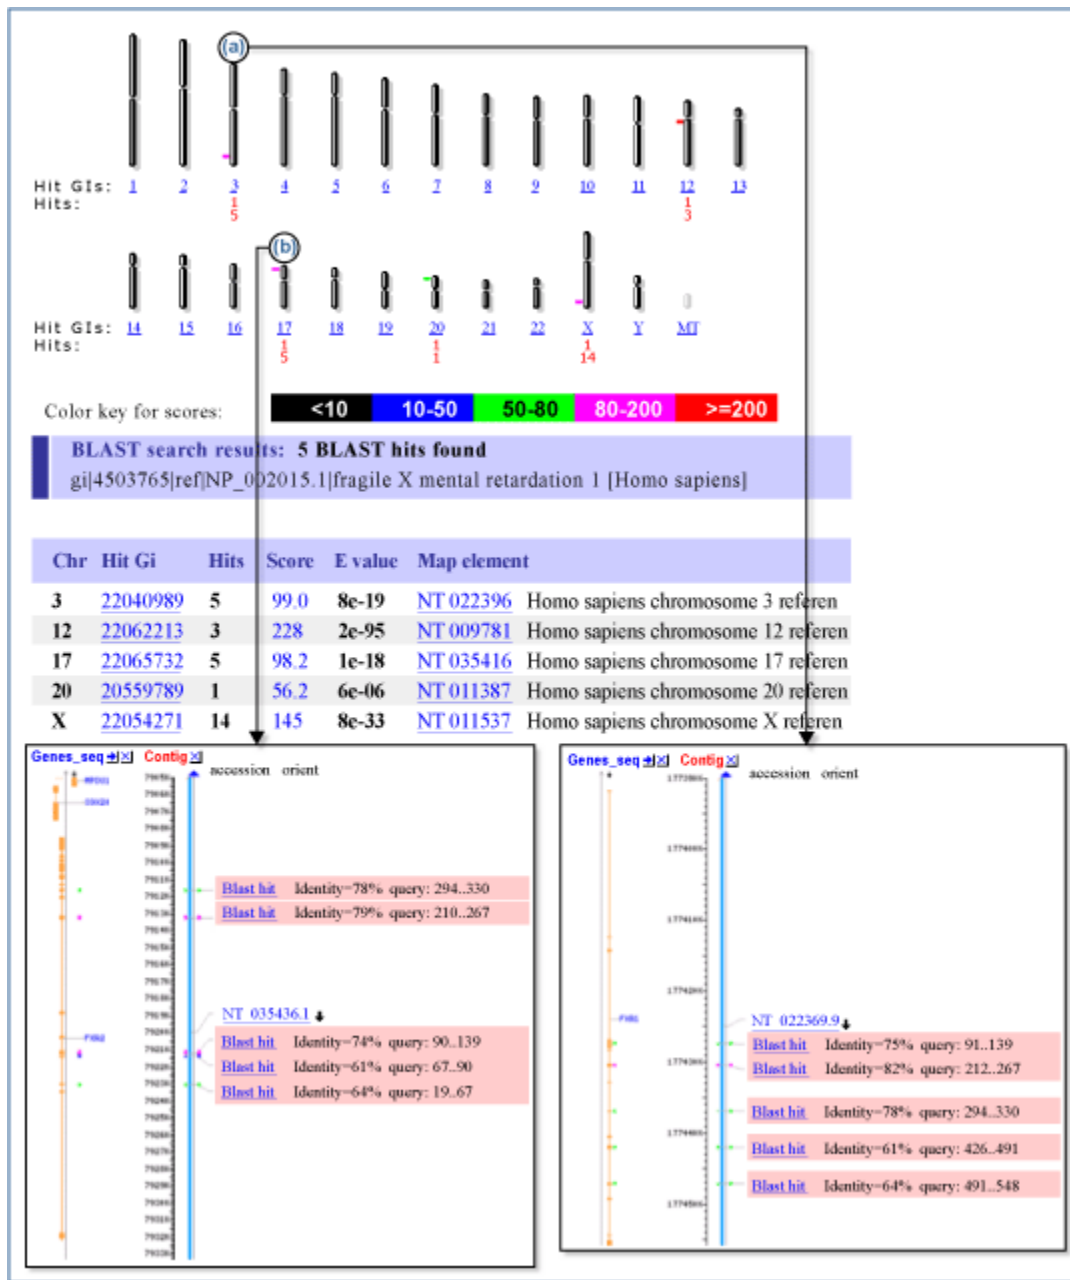 (a)
Hit GIs: 1 2 3 4 5 6 7 8 9 10 11 12 13
Hits: 1 1
5 3
(b)
Hit GIs: 14 15 16 17 18 19 20 21 22 X Y MT
Hits: 1 1 1
5 1 14
Color key for scores: <10 10-50 50-80 80-200 >=200
BLAST search results: 5 BLAST hits found
gi|4503765|ref|NP_002015.1|fragile X mental retardation 1 [Homo sapiens]
Chr Hit Gi Hits Score E value Map element
3 22040989 5 99.0 8e-19 NT 022396 Homo sapiens chromosome 3 referen
12 22062213 3 228 2e-95 NT 009781 Homo sapiens chromosome 12 referen
17 22065732 5 98.2 1e-18 NT 035416 Homo sapiens chromosome 17 referen
20 20559789 1 56.2 6e-06 NT 011387 Homo sapiens chromosome 20 referen
X 22054271 14 145 8e-33 NT 011537 Homo sapiens chromosome X referen
Genes_seq Contig
accession orient
Blast hit Identity=78% query: 294..330
Blast hit Identity=79% query: 210..267
NT 035436.1
Blast hit Identity=74% query: 90..139
Blast hit Identity=61% query: 67..90
Blast hit Identity=64% query: 19..67
Genes_seq Contig
accession orient
NT 022369.9
Blast hit Identity=75% query: 91..139
Blast hit Identity=82% query: 212..267
Blast hit Identity=78% query: 294..330
Blast hit Identity=61% query: 426..491
Blast hit Identity=64% query: 491..548